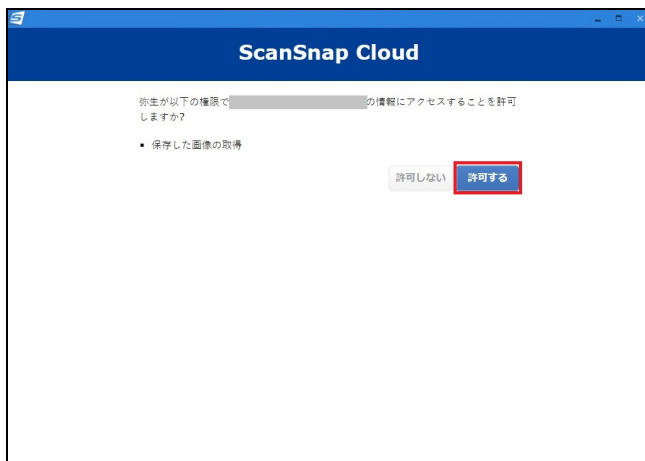 ScanSnap Cloud
弥生が以下の権限で の情報にアクセスすることを許可
しますか?
▪ 保存した画像の取得
許可しない 許可する